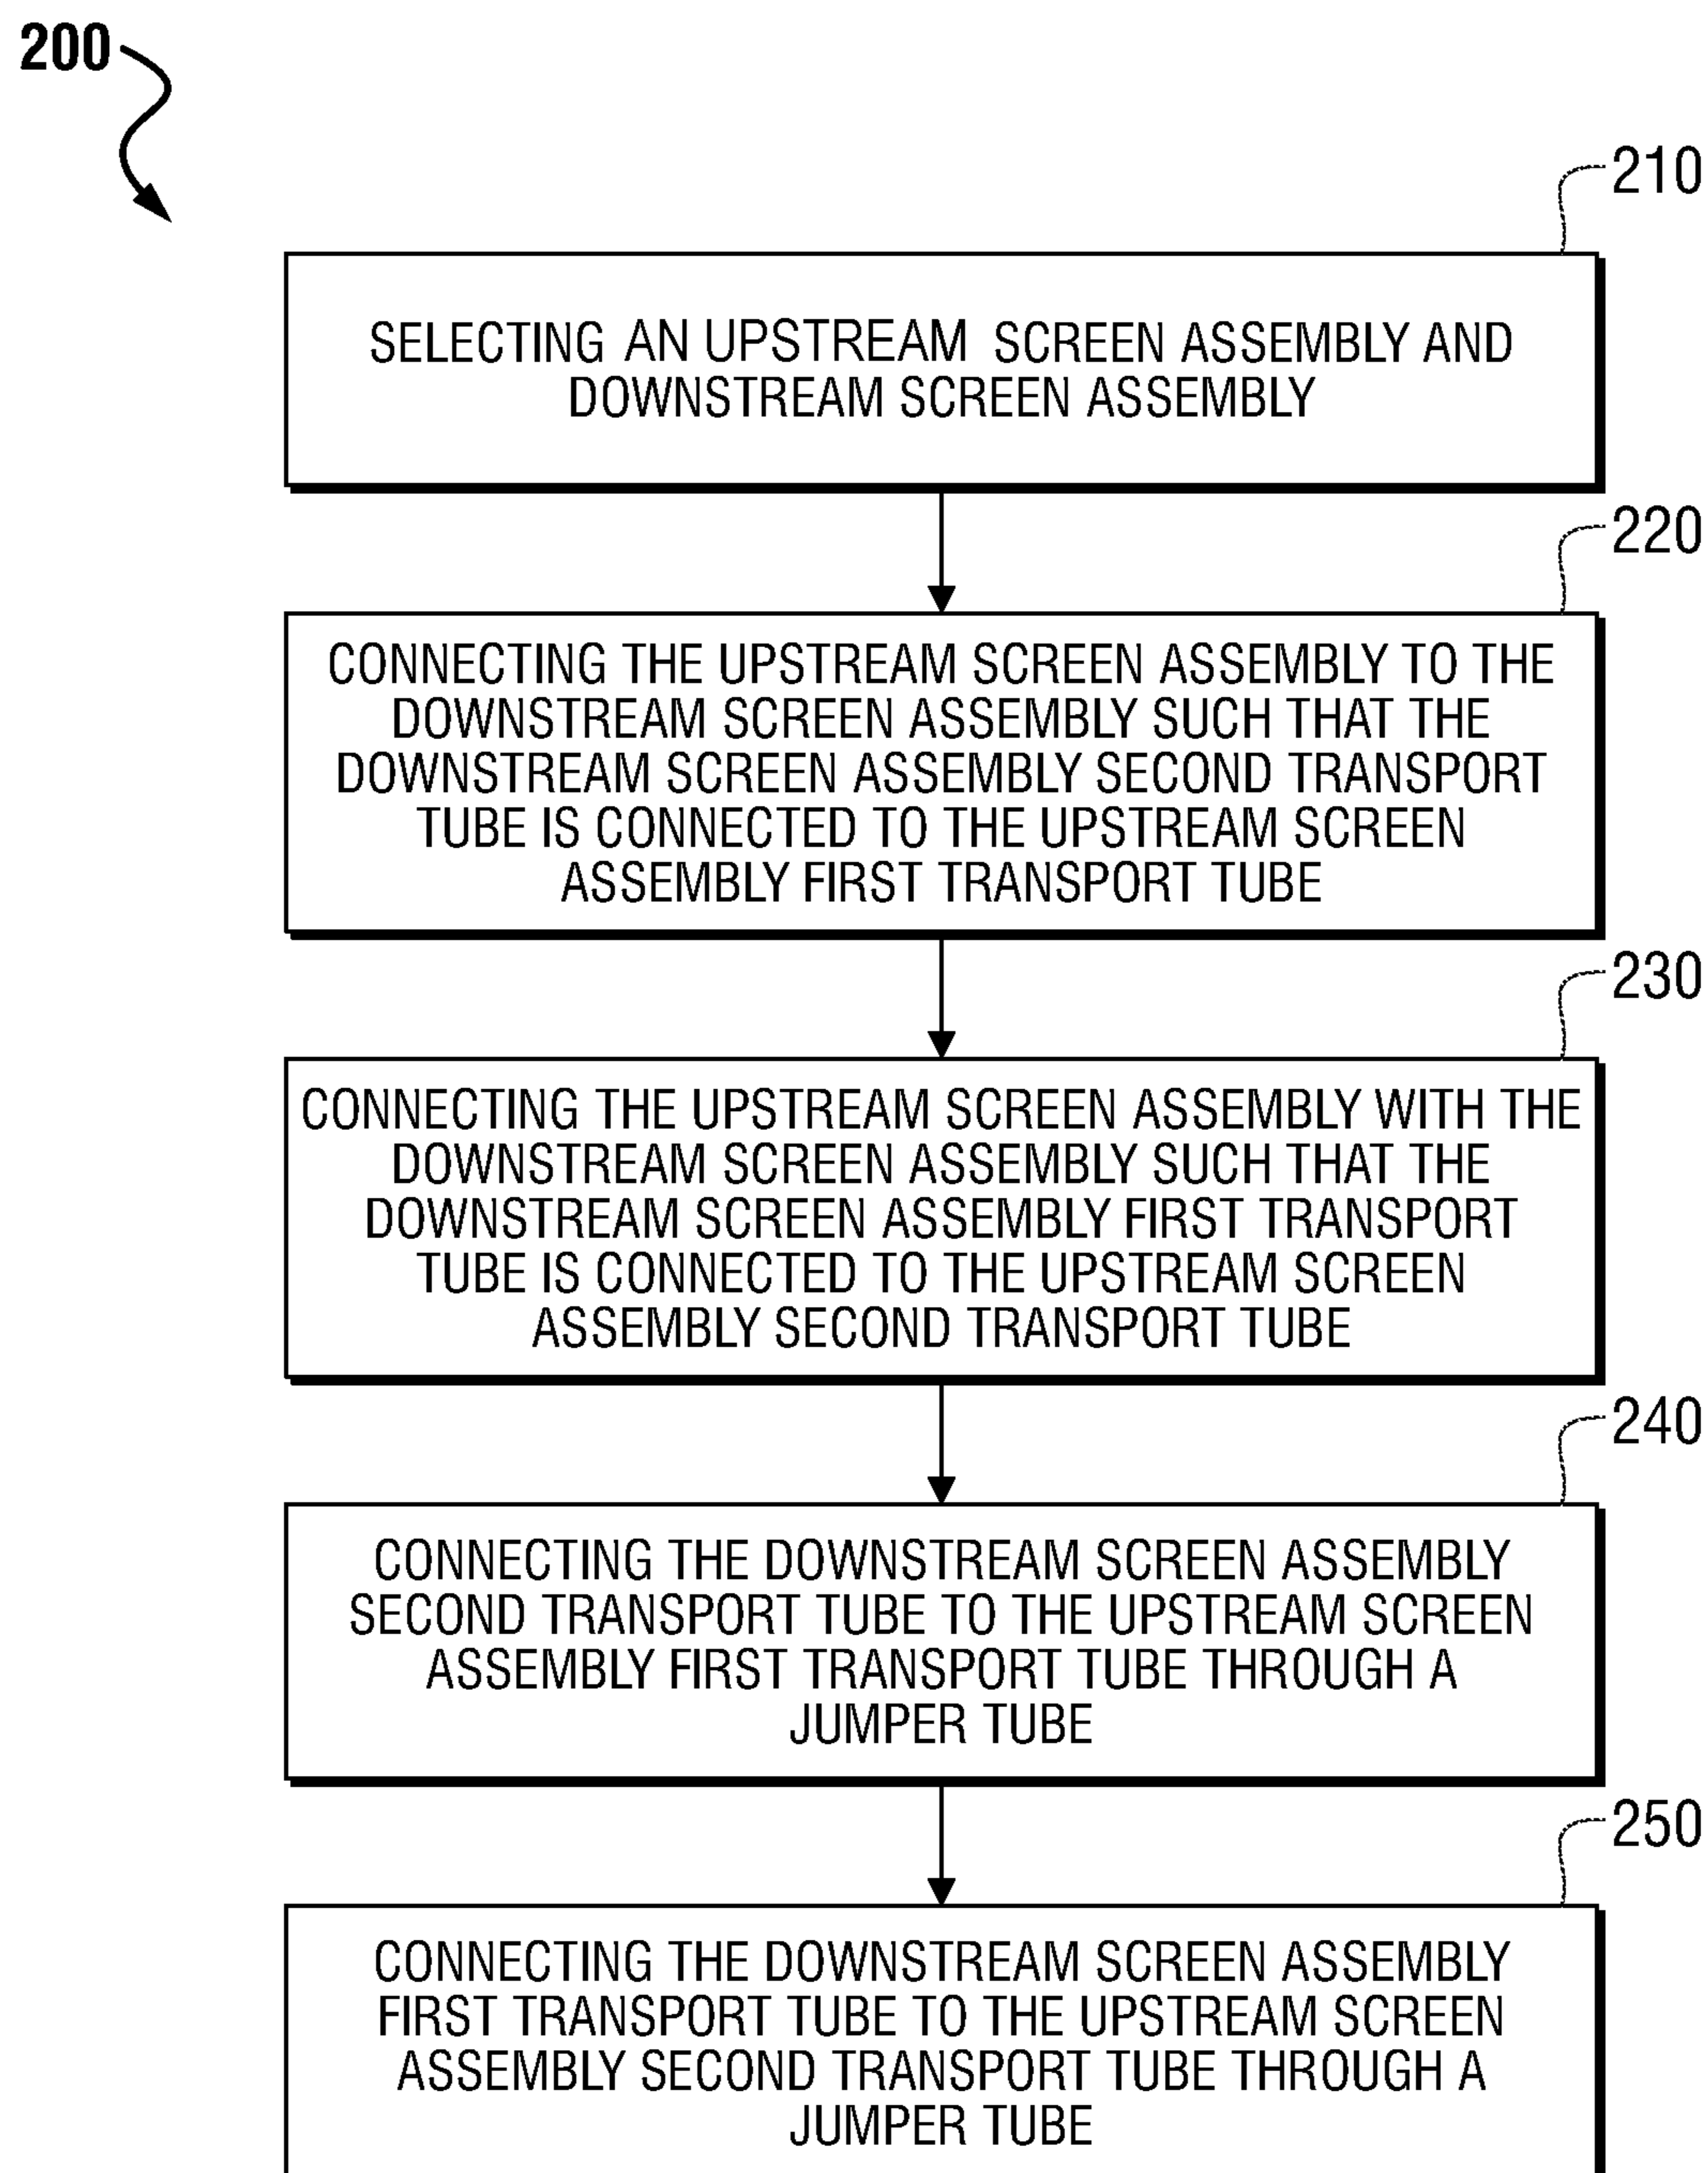 200
210
SELECTING AN UPSTREAM SCREEN ASSEMBLY AND
DOWNSTREAM SCREEN ASSEMBLY
220
CONNECTING THE UPSTREAM SCREEN ASSEMBLY TO THE
DOWNSTREAM SCREEN ASSEMBLY SUCH THAT THE
DOWNSTREAM SCREEN ASSEMBLY SECOND TRANSPORT
TUBE IS CONNECTED TO THE UPSTREAM SCREEN
ASSEMBLY FIRST TRANSPORT TUBE
230
CONNECTING THE UPSTREAM SCREEN ASSEMBLY WITH THE
DOWNSTREAM SCREEN ASSEMBLY SUCH THAT THE
DOWNSTREAM SCREEN ASSEMBLY FIRST TRANSPORT
TUBE IS CONNECTED TO THE UPSTREAM SCREEN
ASSEMBLY SECOND TRANSPORT TUBE
240
CONNECTING THE DOWNSTREAM SCREEN ASSEMBLY
SECOND TRANSPORT TUBE TO THE UPSTREAM SCREEN
ASSEMBLY FIRST TRANSPORT TUBE THROUGH A
JUMPER TUBE
250
CONNECTING THE DOWNSTREAM SCREEN ASSEMBLY
FIRST TRANSPORT TUBE TO THE UPSTREAM SCREEN
ASSEMBLY SECOND TRANSPORT TUBE THROUGH A
JUMPER TUBE